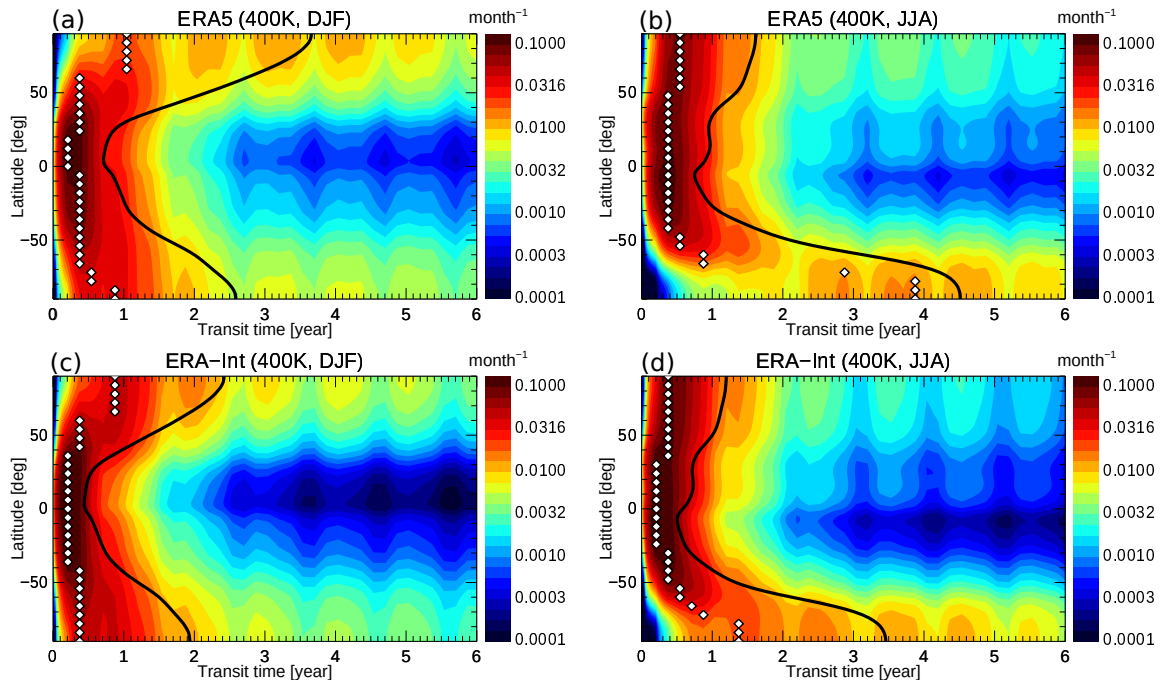 (a) ERA5 (400K, DJF) month⁻¹
Latitude [deg]
50
0
−50
0 1 2 3 4 5 6
Transit time [year]
0.1000
0.0316
0.0100
0.0032
0.0010
0.0003
0.0001
(b) ERA5 (400K, JJA) month⁻¹
Latitude [deg]
50
0
−50
0 1 2 3 4 5 6
Transit time [year]
0.1000
0.0316
0.0100
0.0032
0.0010
0.0003
0.0001
(c) ERA−Int (400K, DJF) month⁻¹
Latitude [deg]
50
0
−50
0 1 2 3 4 5 6
Transit time [year]
0.1000
0.0316
0.0100
0.0032
0.0010
0.0003
0.0001
(d) ERA−Int (400K, JJA) month⁻¹
Latitude [deg]
50
0
−50
0 1 2 3 4 5 6
Transit time [year]
0.1000
0.0316
0.0100
0.0032
0.0010
0.0003
0.0001